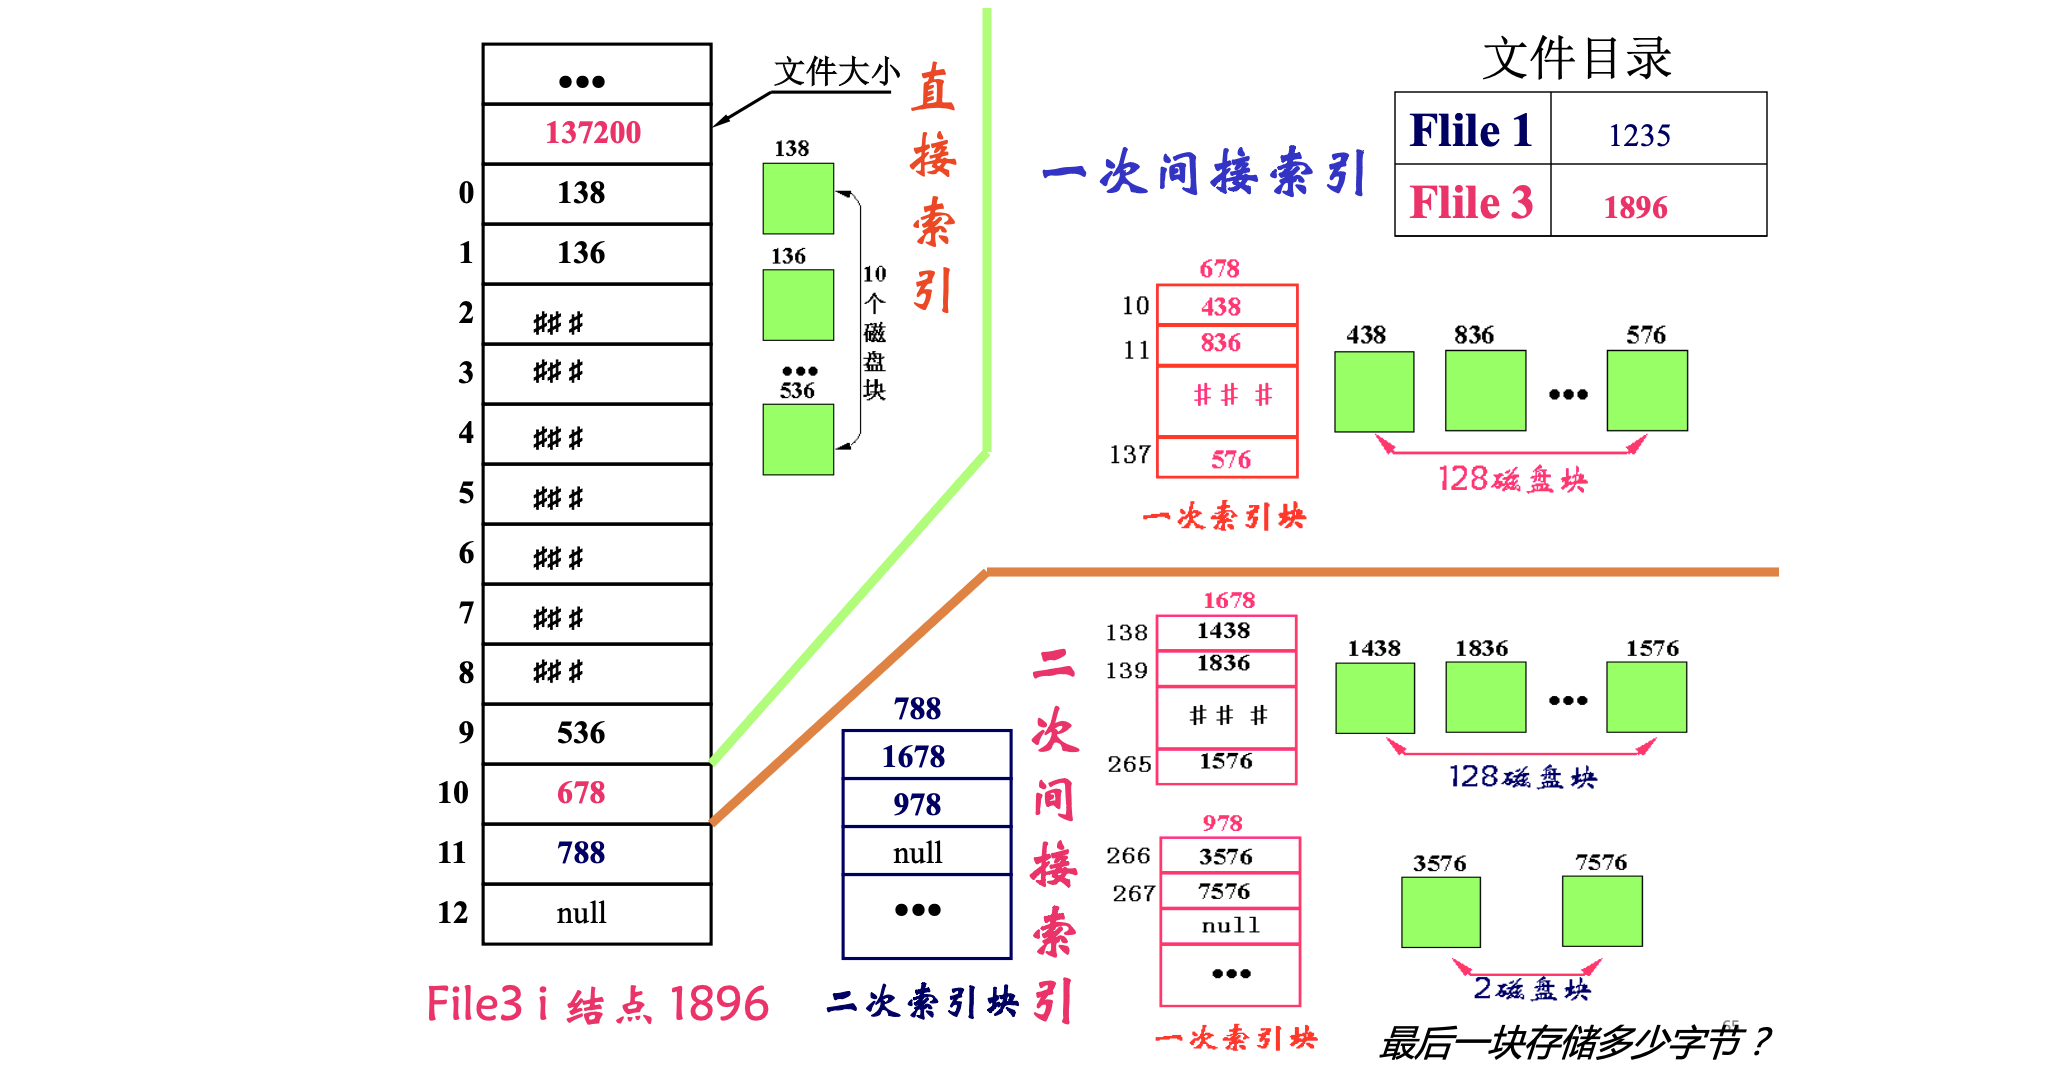 •••
137200
0 138
1 136
2 ## #
3 ## #
4 ## #
5 ## #
6 ## #
7 ## #
8 ## #
9 536
10 678
11 788
12 null
File3 i 结点 1896
文件大小
直接索引
138
136
•••
536
10个磁盘块
一次间接索引
文件目录
Flile 1 1235
Flile 3 1896
678
10 438
11 836
# # #
137 576
一次索引块
438 836 ••• 576
128磁盘块
788
1678
978
null
•••
二次索引块
二次间接索引
1678
138 1438
139 1836
# # #
265 1576
1438 1836 ••• 1576
128磁盘块
978
266 3576
267 7576
null
•••
一次索引块
3576 7576
2磁盘块
65
最后一块存储多少字节？